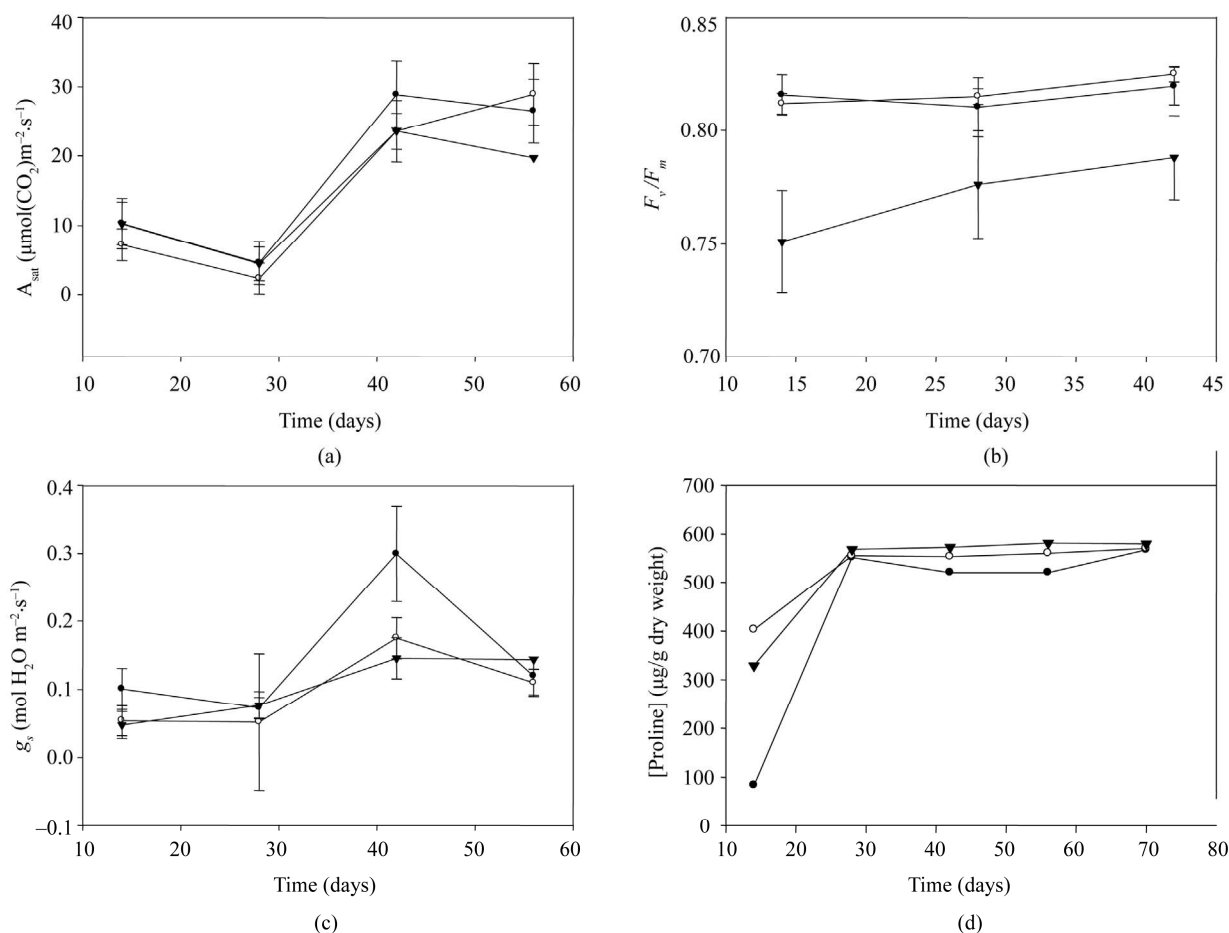 40
30
20
10
0
A_sat (μmol(CO₂)m⁻²·s⁻¹)
10 20 30 40 50 60
Time (days)
(a)
0.85
0.80
0.75
0.70
F_v/F_m
10 15 20 25 30 35 40 45
Time (days)
(b)
0.4
0.3
0.2
0.1
0.0
–0.1
g_s (mol H₂O m⁻²·s⁻¹)
10 20 30 40 50 60
Time (days)
(c)
700
600
500
400
300
200
100
0
[Proline] (μg/g dry weight)
10 20 30 40 50 60 70 80
Time (days)
(d)